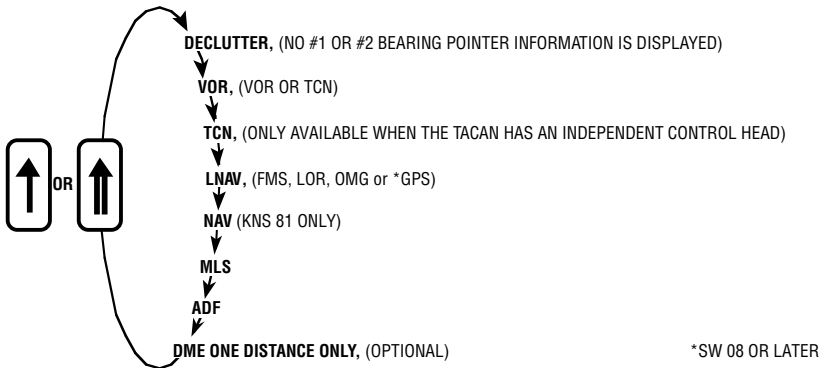 DECLUTTER, (NO #1 OR #2 BEARING POINTER INFORMATION IS DISPLAYED)
VOR, (VOR OR TCN)
TCN, (ONLY AVAILABLE WHEN THE TACAN HAS AN INDEPENDENT CONTROL HEAD)
OR
LNAV, (FMS, LOR, OMG or *GPS)
NAV (KNS 81 ONLY)
MLS
ADF
DME ONE DISTANCE ONLY, (OPTIONAL)
*SW 08 OR LATER